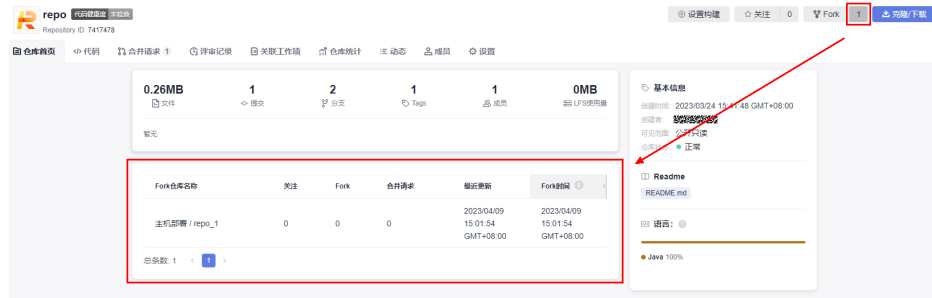 repo 代码健康度 未检查
Repository ID: 7417478
设置构建 关注 0 Fork 1 克隆/下载
仓库首页 代码 合并请求 1 评审记录 关联工作项 仓库统计 动态 成员 设置
0.26MB 1 2 1 1 0MB
文件 提交 分支 Tags 成员 LFS使用量
暂无
基本信息
创建时间: 2023/03/24 15:41:48 GMT+08:00
创建者:
可见范围: 公开只读
仓库状态: 正常
Readme
README.md
语言:
Java 100%
Fork仓库名称 关注 Fork 合并请求 最近更新 Fork时间
主机部署 / repo_1 0 0 0 2023/04/09 15:01:54 GMT+08:00 2023/04/09 15:01:54 GMT+08:00
总条数: 1 1